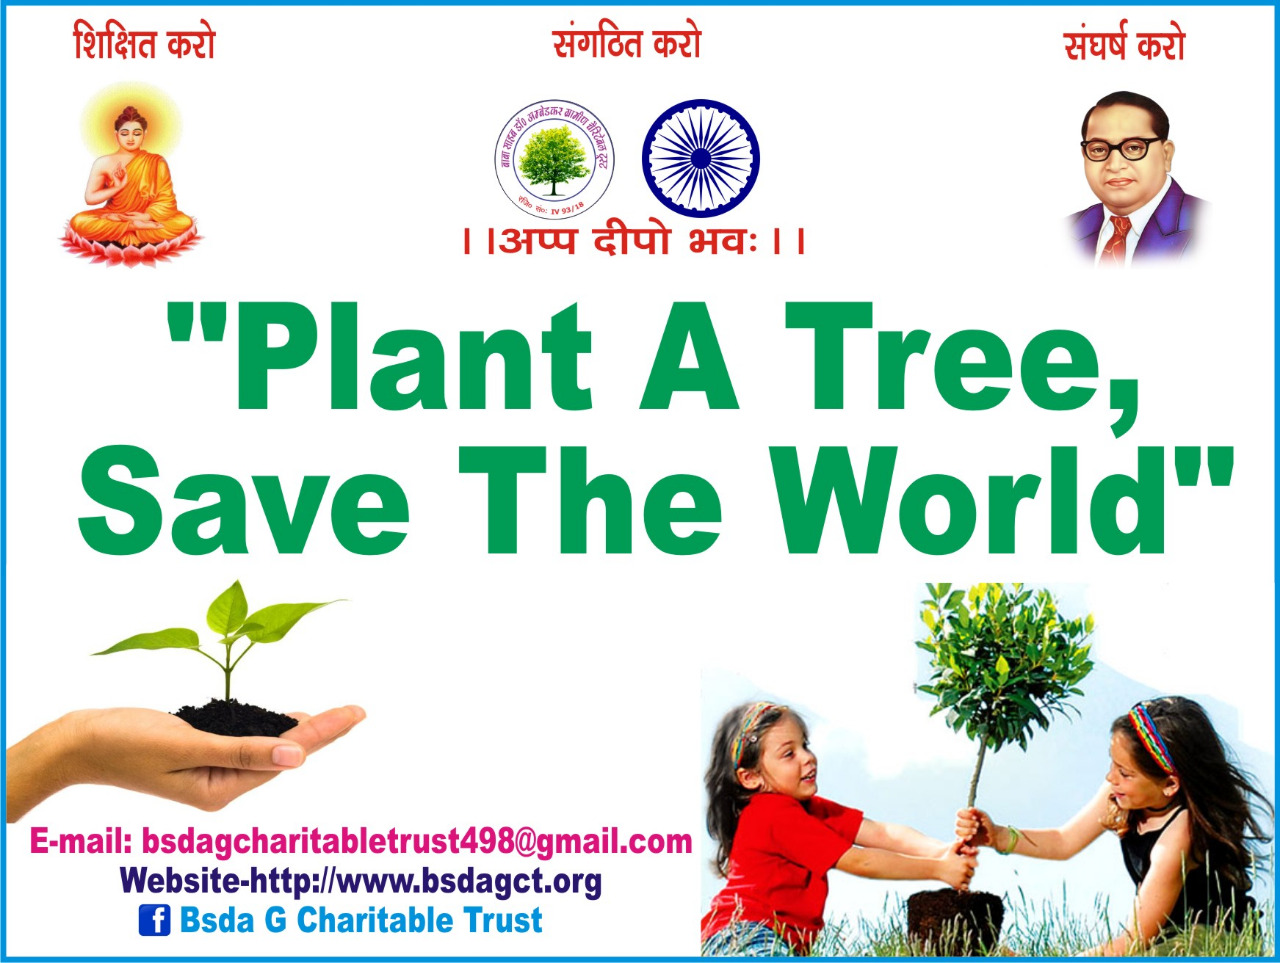 शिक्षित करो
संगठित करो
संघर्ष करो
बाबा साहब डॉ० अम्बेडकर ग्रामीण चैरिटेबल ट्रस्ट
रजि० सं०: IV 93/18
।।अप्प दीपो भवः।।
"Plant A Tree,
Save The World"
E-mail: bsdagcharitabletrust498@gmail.com
Website-http://www.bsdagct.org
f Bsda G Charitable Trust